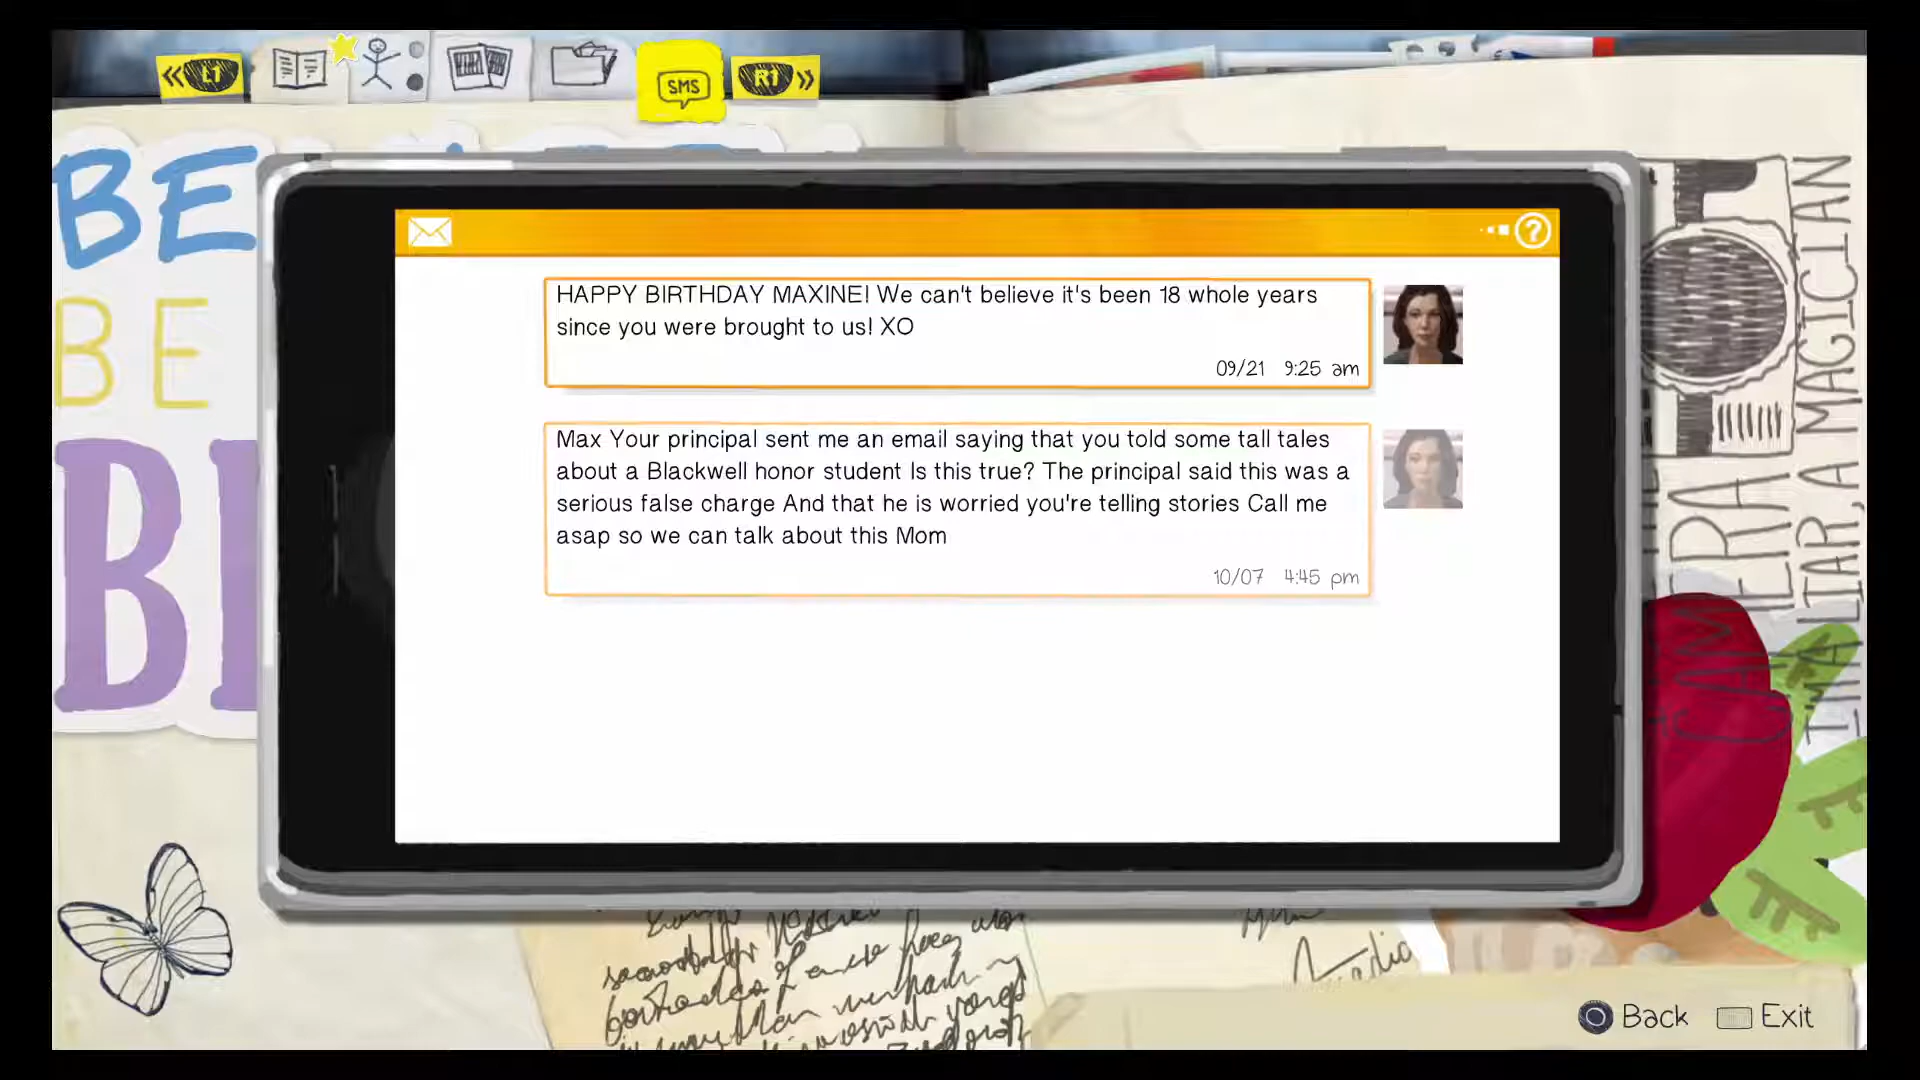 L1
SMS
R1
BE
HAPPY BIRTHDAY MAXINE! We can't believe it's been 18 whole years
since you were brought to us! XO
09/21 9:25 am
BE
Max Your principal sent me an email saying that you told some tall tales
about a Blackwell honor student Is this true? The principal said this was a
serious false charge And that he is worried you're telling stories Call me
asap so we can talk about this Mom
10/07 4:45 pm
I'M A LIAR, A MAGICIAN
Back Exit